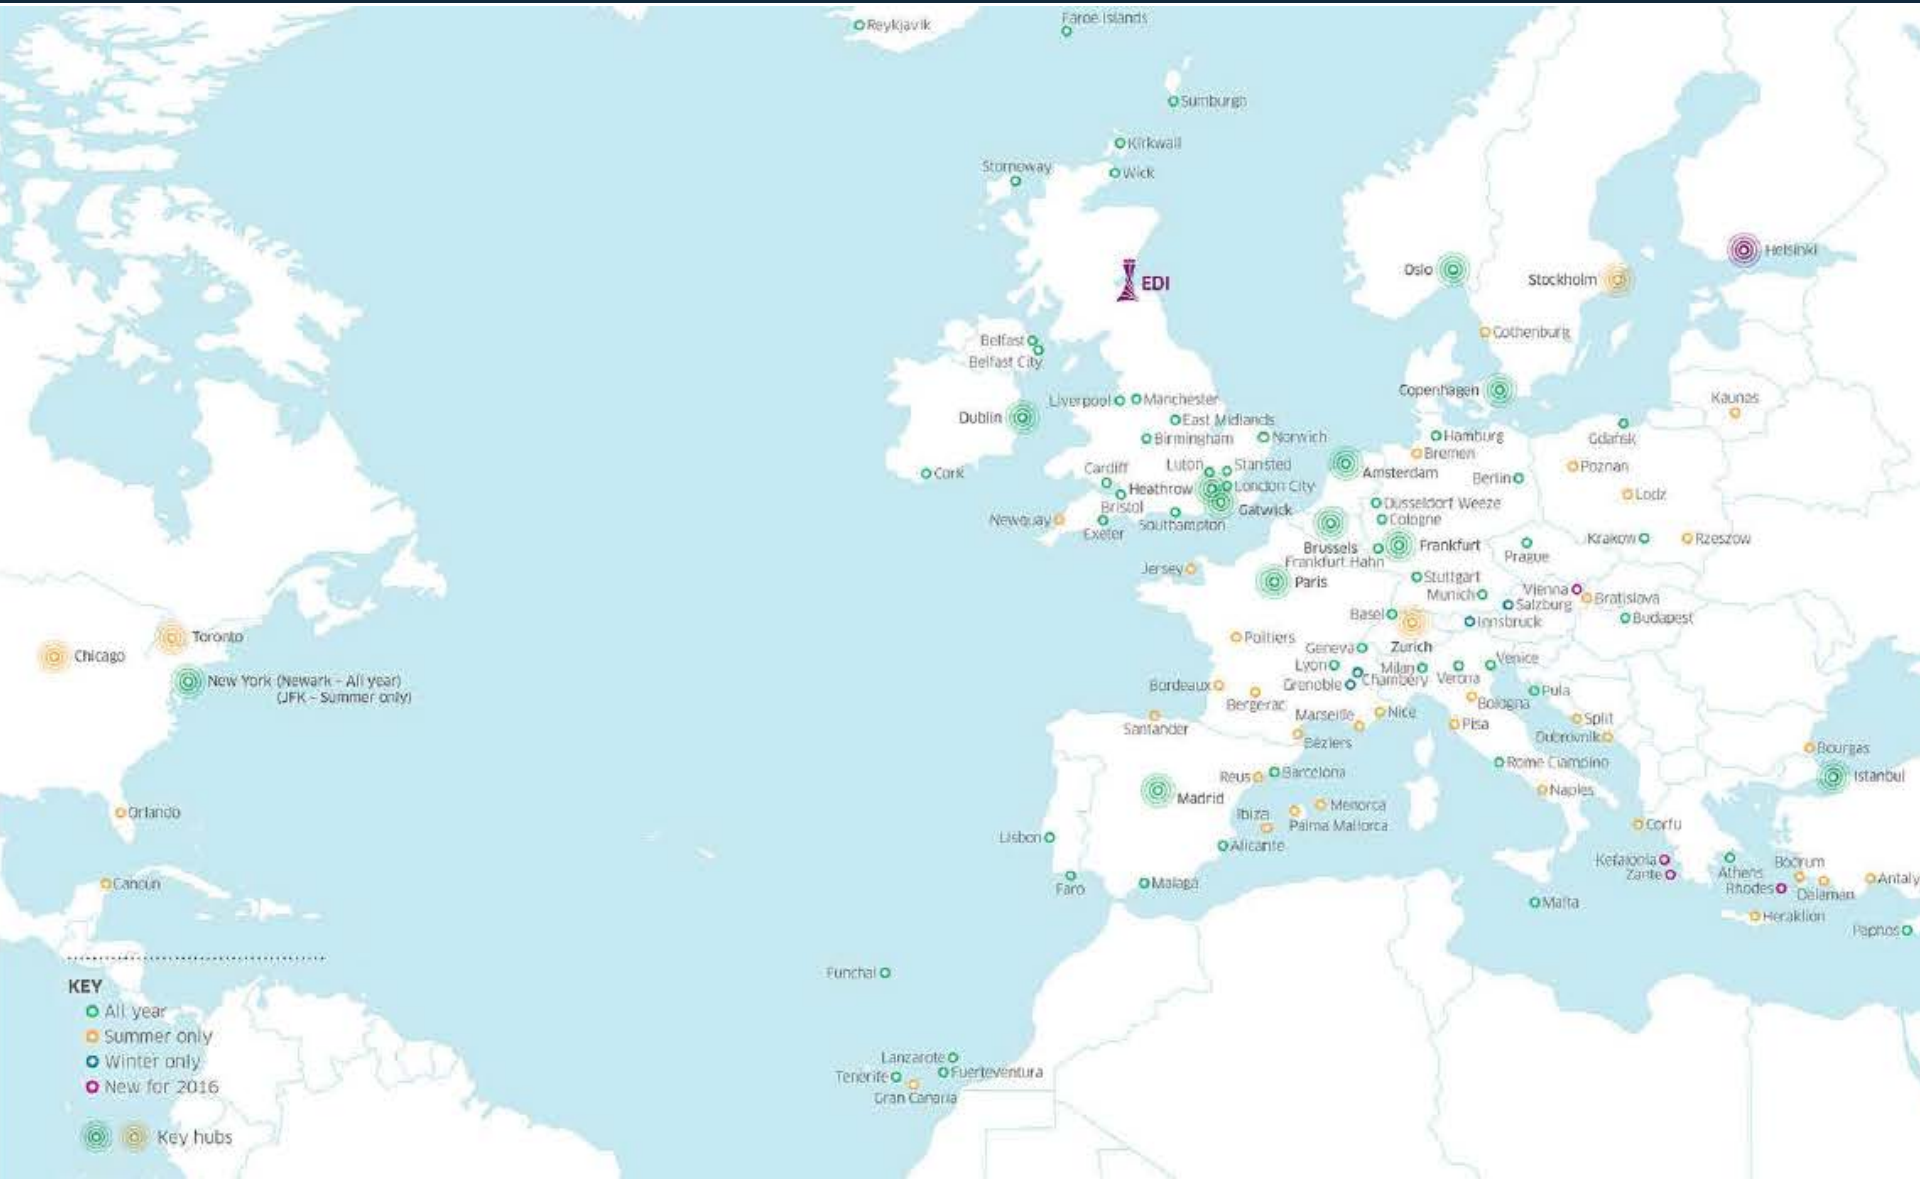 Reykjavik
Faroe Islands
Sumburgh
Kirkwall
Wick
Stornoway
EDI
Helsinki
Oslo
Stockholm
Gothenburg
Belfast
Belfast City
Copenhagen
Kaunas
Liverpool
Manchester
East Midlands
Dublin
Birmingham
Norwich
Hamburg
Gdańsk
Bremen
Cardiff
Luton
Stansted
Amsterdam
Poznan
Cork
Berlin
Heathrow
London City
Lodz
Bristol
Gatwick
Düsseldorf Weeze
Newquay
Southampton
Cologne
Exeter
Krakow
Rzeszow
Brussels
Frankfurt
Prague
Frankfurt Hahn
Jersey
Paris
Stuttgart
Munich
Vienna
Bratislava
Salzburg
Basel
Innsbruck
Budapest
Toronto
Poitiers
Geneva
Zurich
Chicago
Lyon
Milan
Venice
New York (Newark - All year)
(JFK - Summer only)
Bordeaux
Grenoble
Chambery
Verona
Pula
Bergerac
Bologna
Marseille
Nice
Split
Santander
Pisa
Dubrovnik
Béziers
Bourgas
Rome Ciampino
Reus
Barcelona
Istanbul
Naples
Madrid
Menorca
Orlando
Ibiza
Palma Mallorca
Corfu
Lisbon
Alicante
Kefalonia
Bodrum
Zante
Athens
Cancun
Faro
Malaga
Rhodes
Dalaman
Antaly
Malta
Heraklion
Paphos
Funchal
KEY
All year
Summer only
Winter only
New for 2016
Key hubs
Lanzarote
Tenerife
Fuerteventura
Gran Canaria